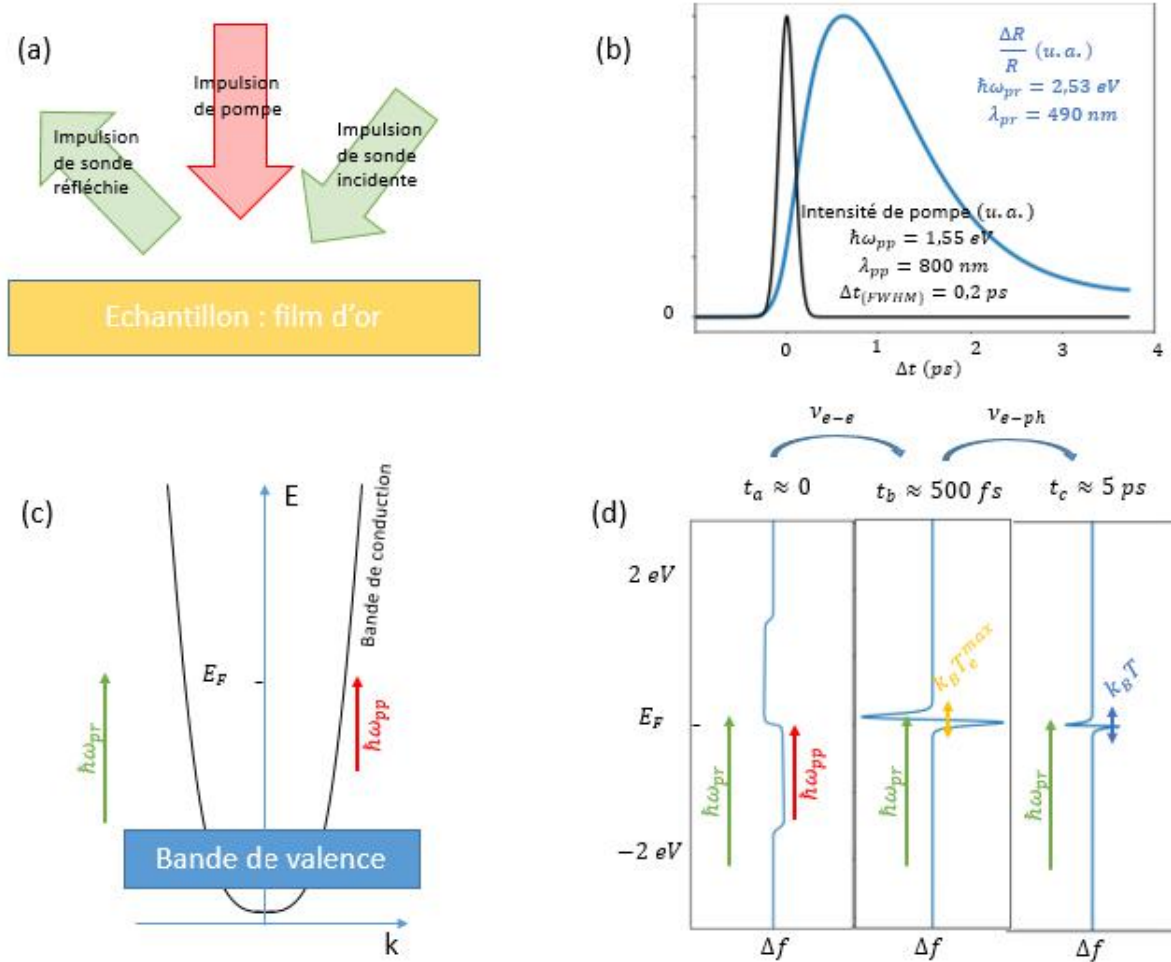 (a)
Impulsion
de pompe
Impulsion
de sonde
réfléchie
Impulsion
de sonde
incidente
Echantillon : film d'or
(b)
ΔR/R (u.a.)
ℏω_pr = 2,53 eV
λ_pr = 490 nm
Intensité de pompe (u.a.)
ℏω_pp = 1,55 eV
λ_pp = 800 nm
Δt_(FWHM) = 0,2 ps
0
0 1 2 3 4
Δt (ps)
(c)
E
Bande de conduction
E_F
ℏω_pr
ℏω_pp
Bande de valence
k
ν_e−e
ν_e−ph
(d)
t_a ≈ 0
t_b ≈ 500 fs
t_c ≈ 5 ps
2 eV
E_F
−2 eV
ℏω_pr
ℏω_pp
ℏω_pr
k_B T_e^max
ℏω_pr
k_B T
Δf
Δf
Δf